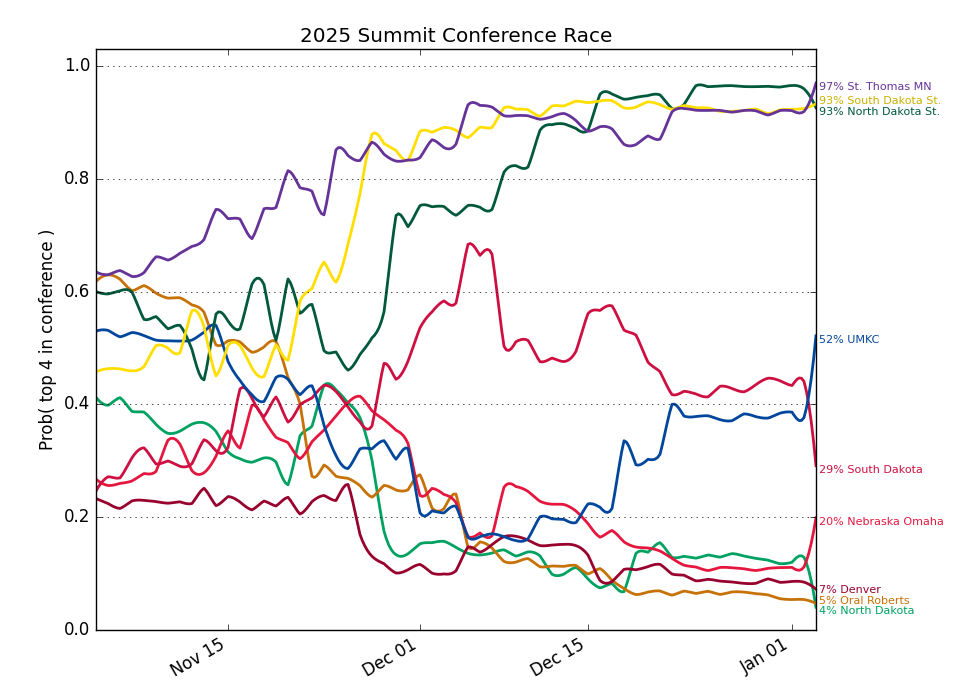 2025 Summit Conference Race
Prob( top 4 in conference )
1.0
0.8
0.6
0.4
0.2
0.0
Nov 15
Dec 01
Dec 15
Jan 01
97% St. Thomas MN
93% South Dakota St.
93% North Dakota St.
52% UMKC
29% South Dakota
20% Nebraska Omaha
7% Denver
5% Oral Roberts
4% North Dakota